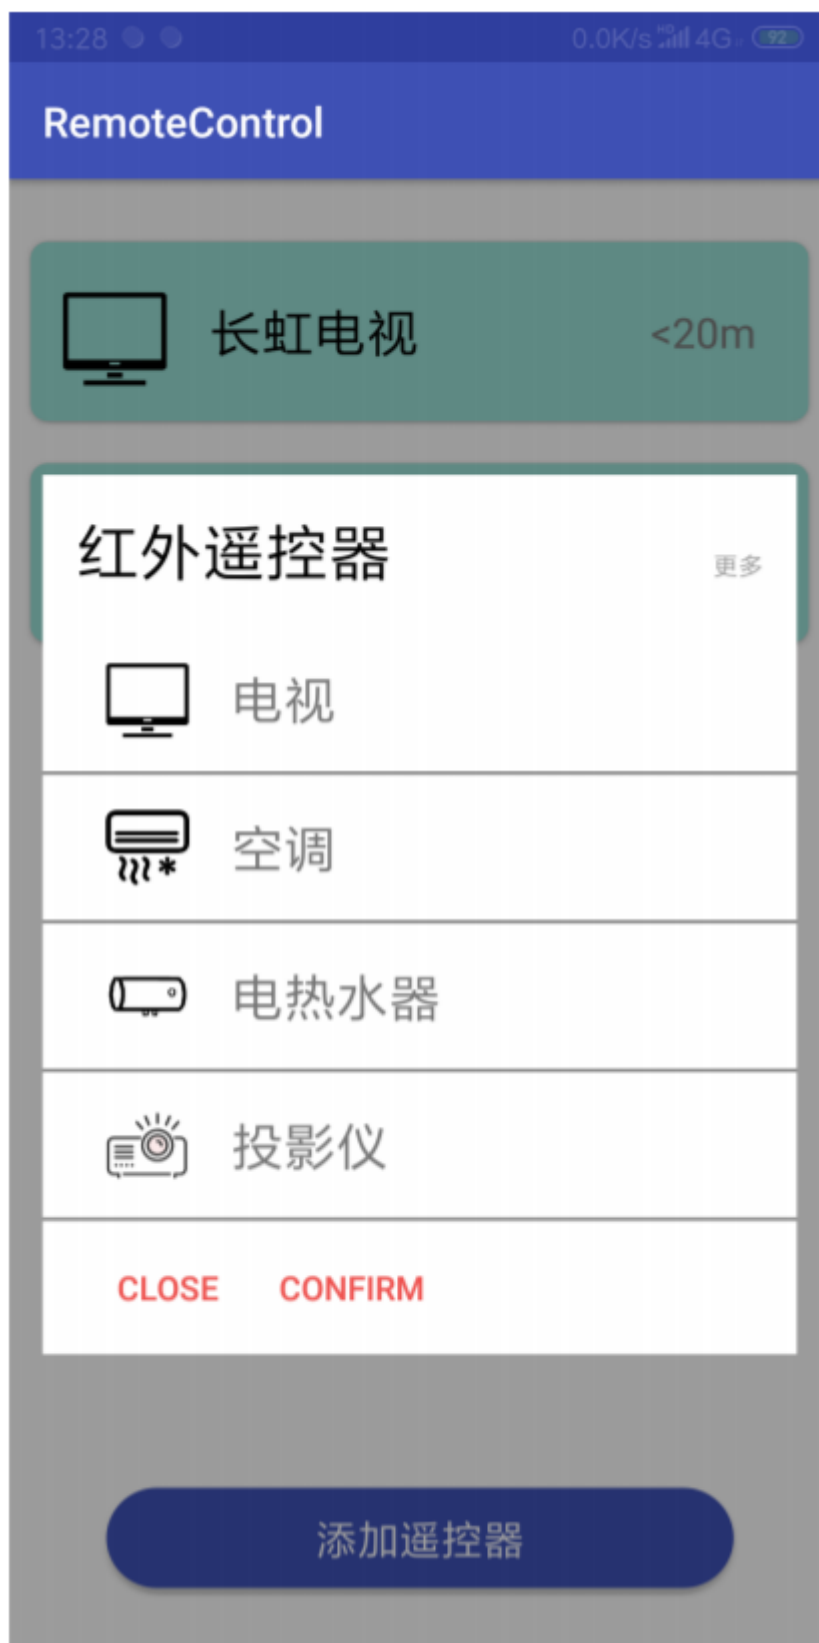 13:28 0.0K/s HD 4G 92
RemoteControl
长虹电视 <20m
红外遥控器 更多
电视
空调
电热水器
投影仪
CLOSE CONFIRM
添加遥控器